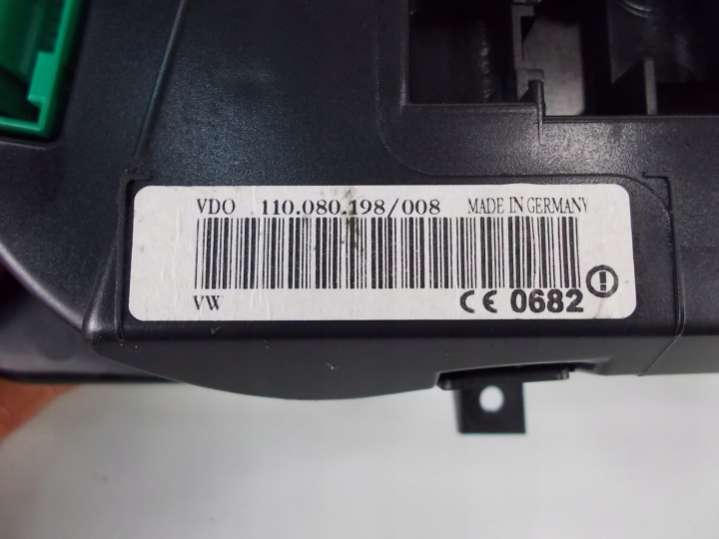 VDO 110.080.198/008 MADE IN GERMANY
VW CE 0682